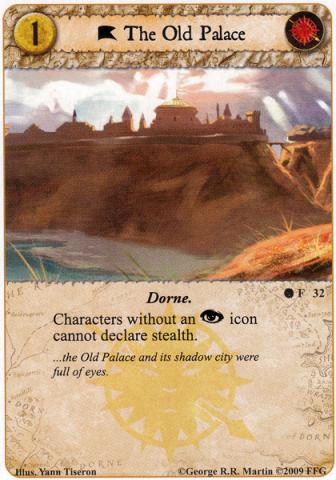 1 The Old Palace
F 32
Dorne.
Characters without an icon
cannot declare stealth.
...the Old Palace and its shadow city were
full of eyes.
Illus. Yann Tiseron ©George R.R. Martin ©2009 FFG